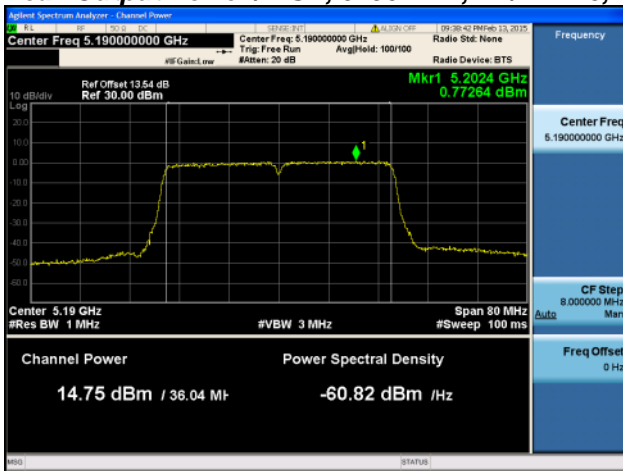 Agilent Spectrum Analyzer - Channel Power
RL RF 50 Ω DC SENSE:INT ALIGN OFF 09:38:42 PM Feb 13, 2015
Center Freq 5.190000000 GHz
Center Freq: 5.190000000 GHz
Radio Std: None
Trig: Free Run Avg|Hold: 100/100
#IFGain:Low
#Atten: 20 dB
Radio Device: BTS
Frequency
Ref Offset 13.54 dB
Mkr1 5.2024 GHz
10 dB/div Ref 30.00 dBm
0.77264 dBm
Log
20.0
10.0
0.00
-10.0
-20.0
-30.0
-40.0
-50.0
-60.0
1
Center Freq
5.190000000 GHz
Center 5.19 GHz
Span 80 MHz
#Res BW 1 MHz
#VBW 3 MHz
#Sweep 100 ms
CF Step
8.000000 MHz
Auto Man
Channel Power
Power Spectral Density
14.75 dBm / 36.04 MH
-60.82 dBm /Hz
Freq Offset
0 Hz
MSG
STATUS